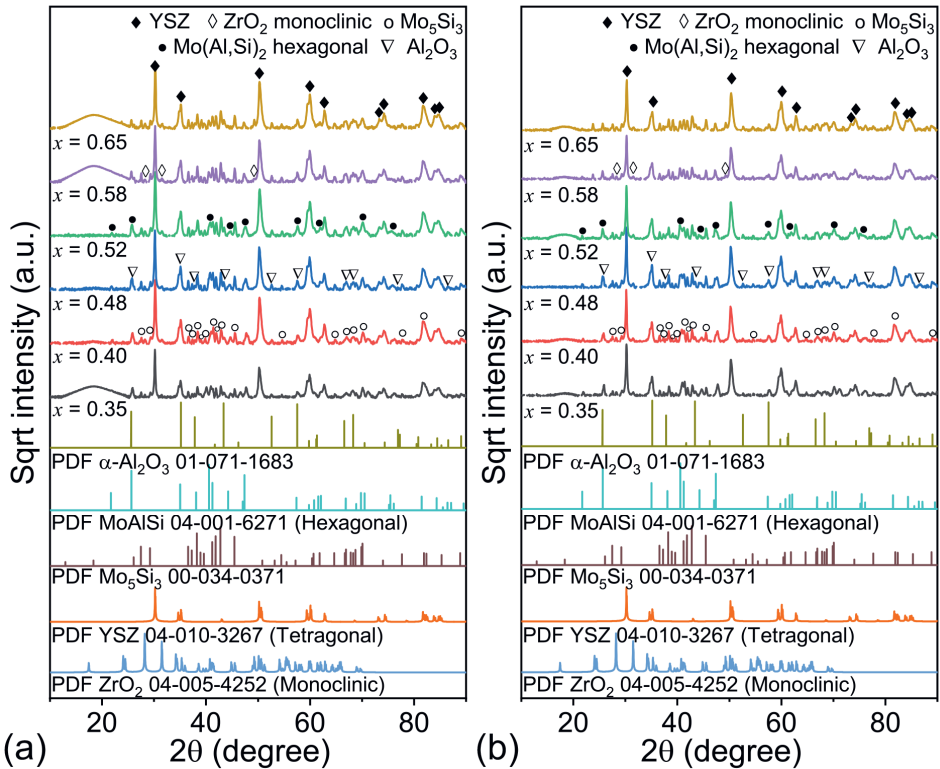 YSZ ZrO₂ monoclinic Mo₅Si₃
Mo(Al,Si)₂ hexagonal Al₂O₃
x = 0.65
x = 0.58
x = 0.52
x = 0.48
x = 0.40
x = 0.35
PDF α-Al₂O₃ 01-071-1683
PDF MoAlSi 04-001-6271 (Hexagonal)
PDF Mo₅Si₃ 00-034-0371
PDF YSZ 04-010-3267 (Tetragonal)
PDF ZrO₂ 04-005-4252 (Monoclinic)
Sqrt intensity (a.u.)
20 40 60 80
2θ (degree)
(a)
YSZ ZrO₂ monoclinic Mo₅Si₃
Mo(Al,Si)₂ hexagonal Al₂O₃
x = 0.65
x = 0.58
x = 0.52
x = 0.48
x = 0.40
x = 0.35
PDF α-Al₂O₃ 01-071-1683
PDF MoAlSi 04-001-6271 (Hexagonal)
PDF Mo₅Si₃ 00-034-0371
PDF YSZ 04-010-3267 (Tetragonal)
PDF ZrO₂ 04-005-4252 (Monoclinic)
Sqrt intensity (a.u.)
20 40 60 80
2θ (degree)
(b)